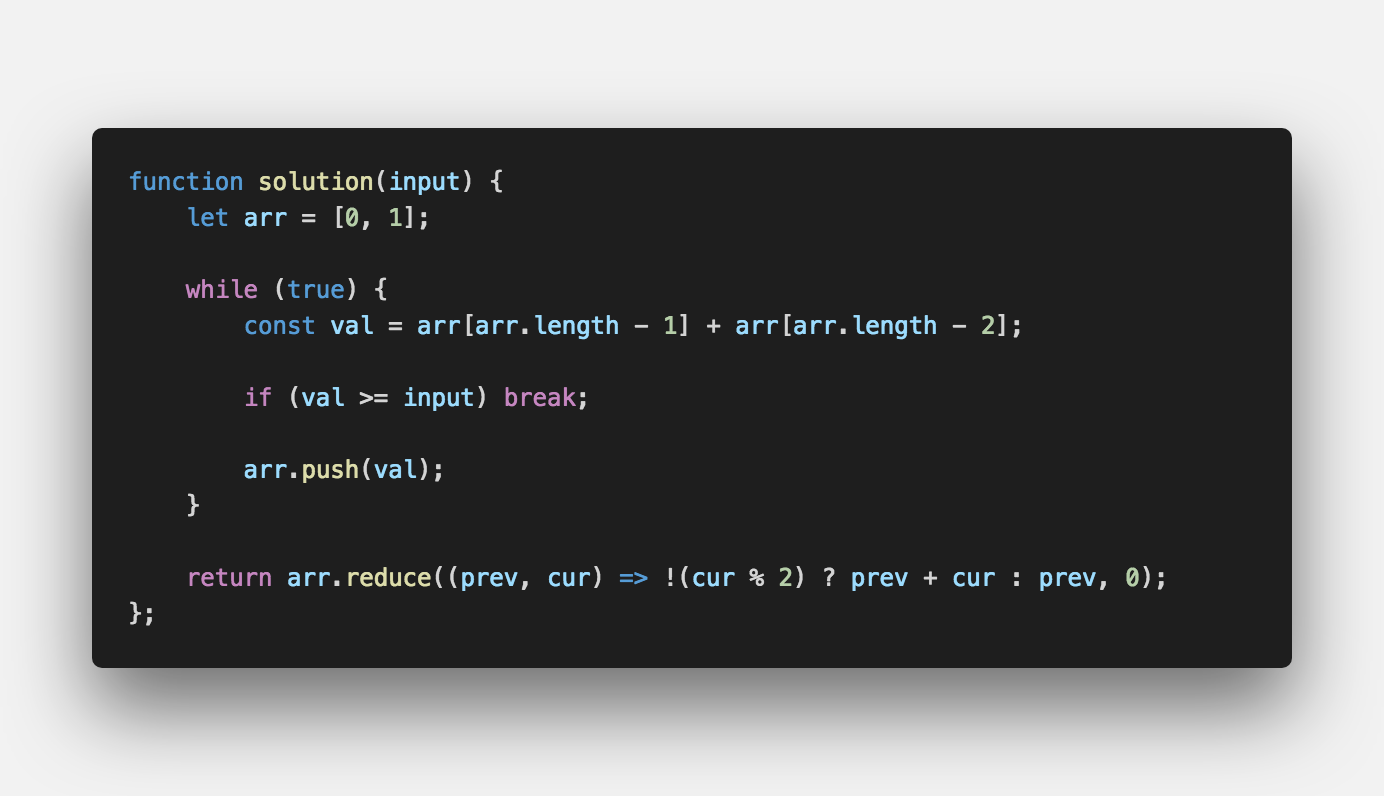 function solution(input) {
    let arr = [0, 1];

    while (true) {
        const val = arr[arr.length - 1] + arr[arr.length - 2];

        if (val >= input) break;

        arr.push(val);
    }

    return arr.reduce((prev, cur) => !(cur % 2) ? prev + cur : prev, 0);
};